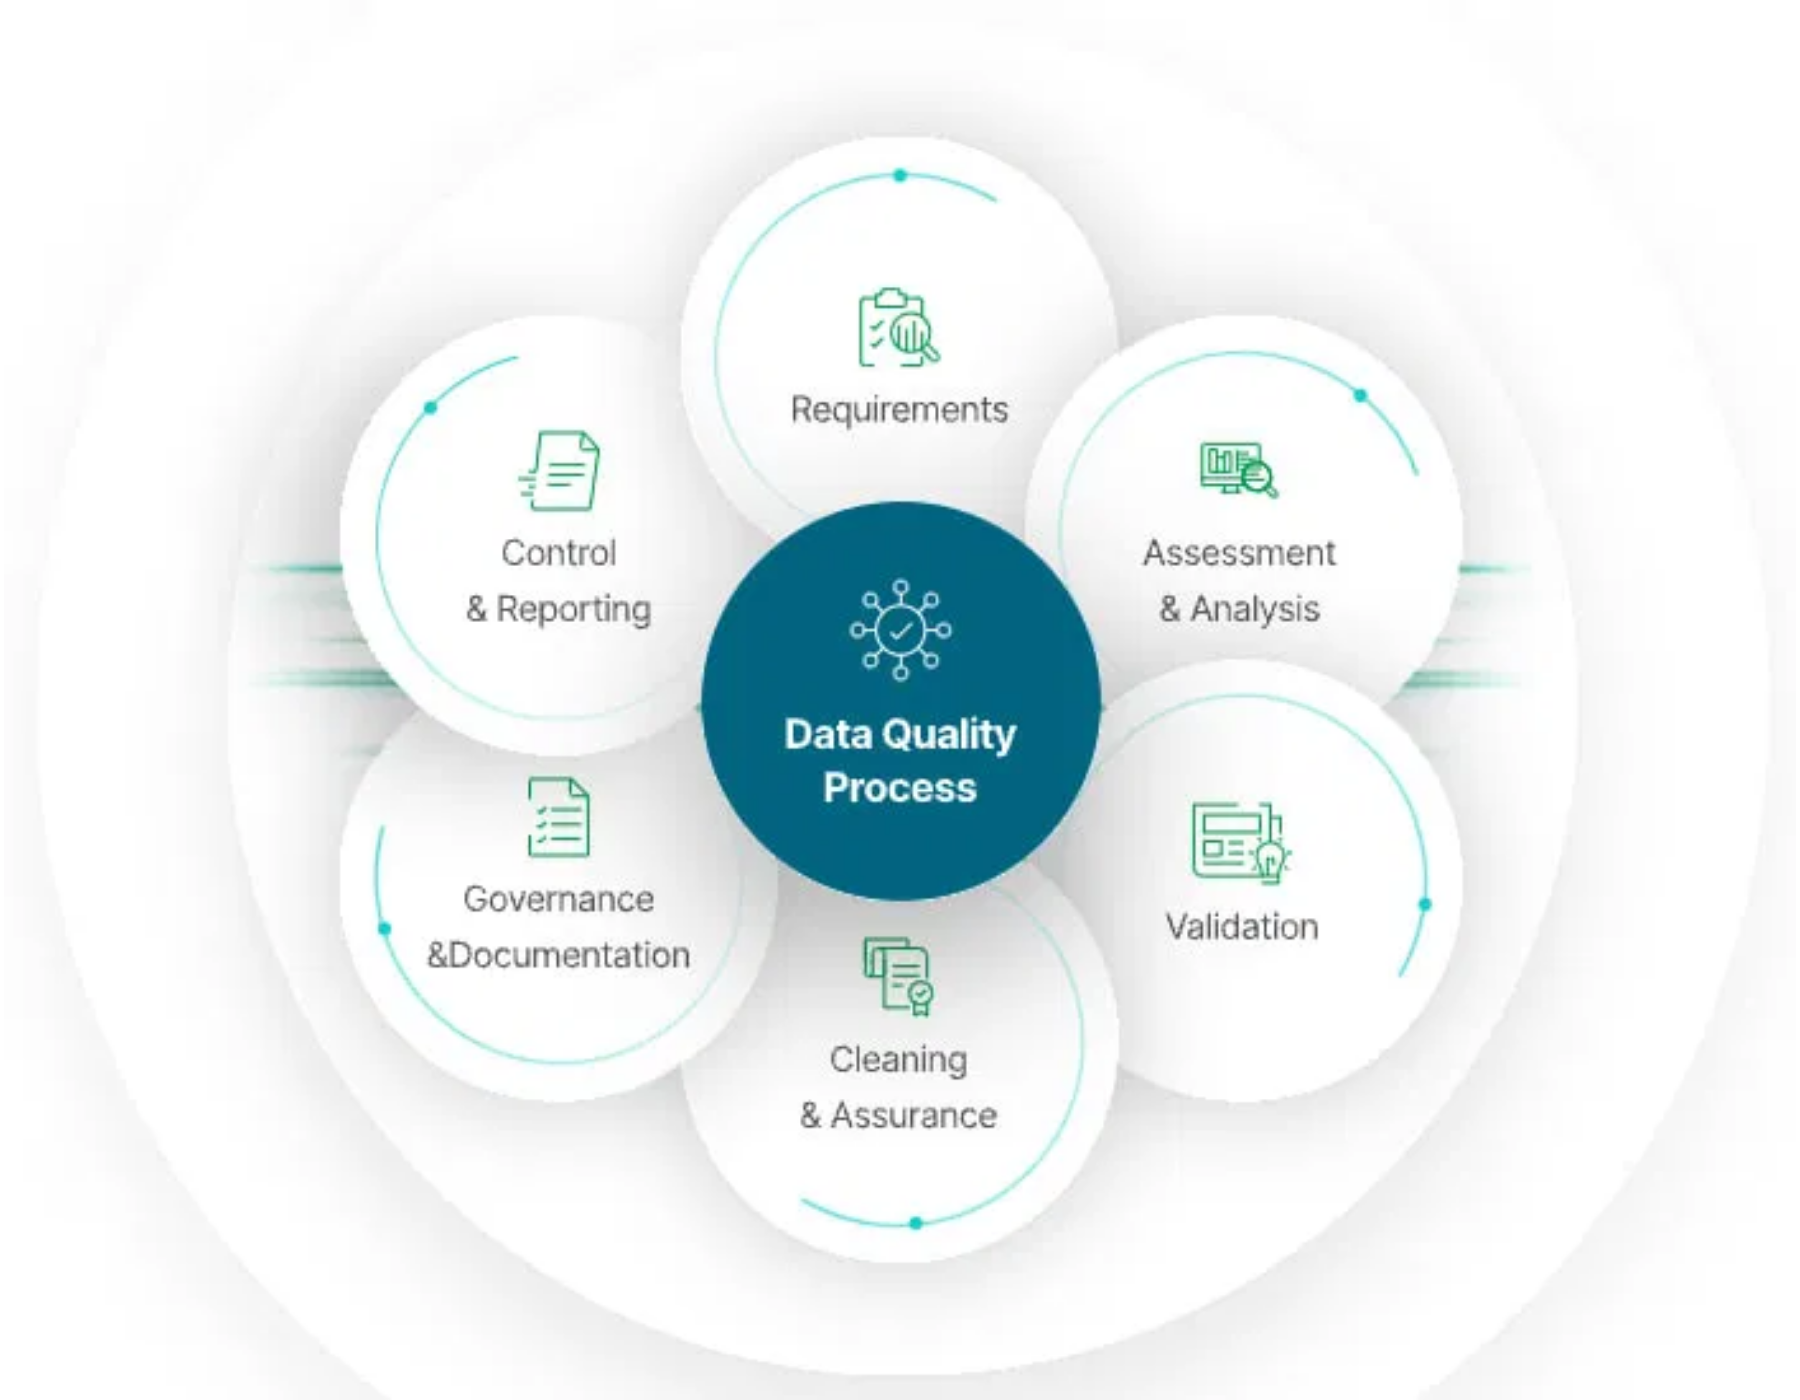 Requirements
Assessment
& Analysis
Validation
Cleaning
& Assurance
Governance
&Documentation
Control
& Reporting
Data Quality
Process